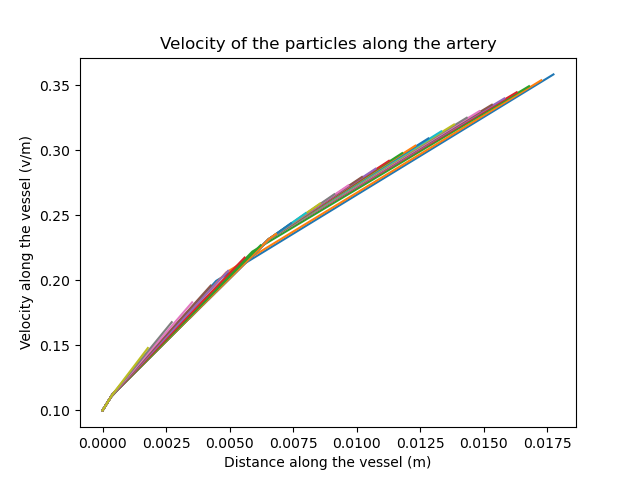 Velocity of the particles along the artery
Velocity along the vessel (v/m)
0.35
0.30
0.25
0.20
0.15
0.10
0.0000 0.0025 0.0050 0.0075 0.0100 0.0125 0.0150 0.0175
Distance along the vessel (m)